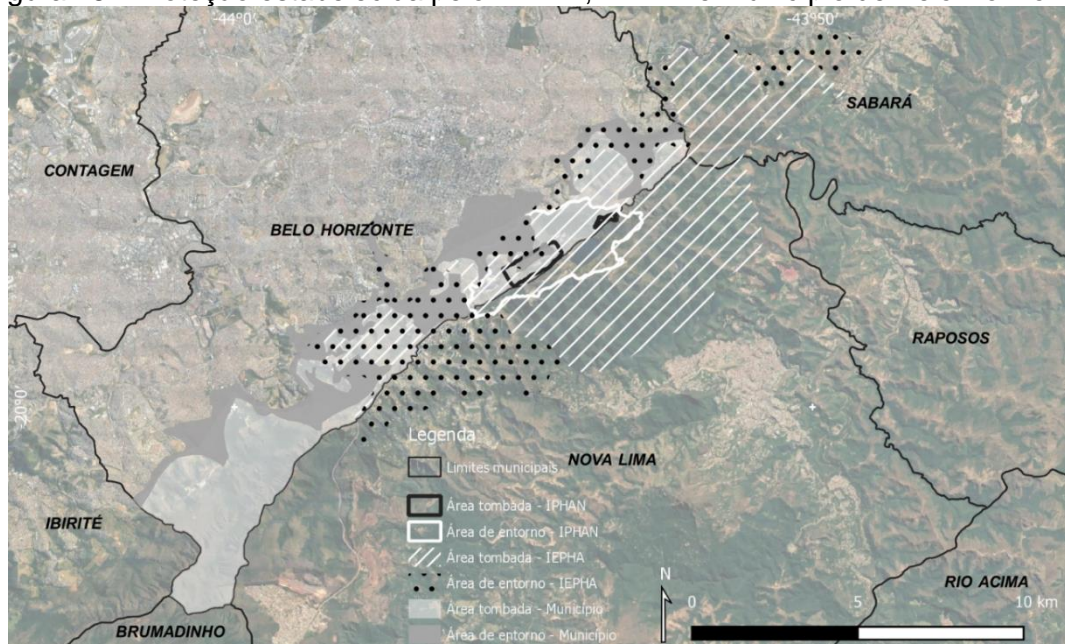 -44°0'
-43°50'
SABARÁ
CONTAGEM
BELO HORIZONTE
RAPOSOS
-20°0'
Legenda
NOVA LIMA
Limites municipais
Área tombada - IPHAN
IBIRITÉ
Área de entorno - IPHAN
Área tombada - IEPHA
Área de entorno - IEPHA
N
RIO ACIMA
Área tombada - Município
0 5 10 km
BRUMADINHO
Área de entorno - Município